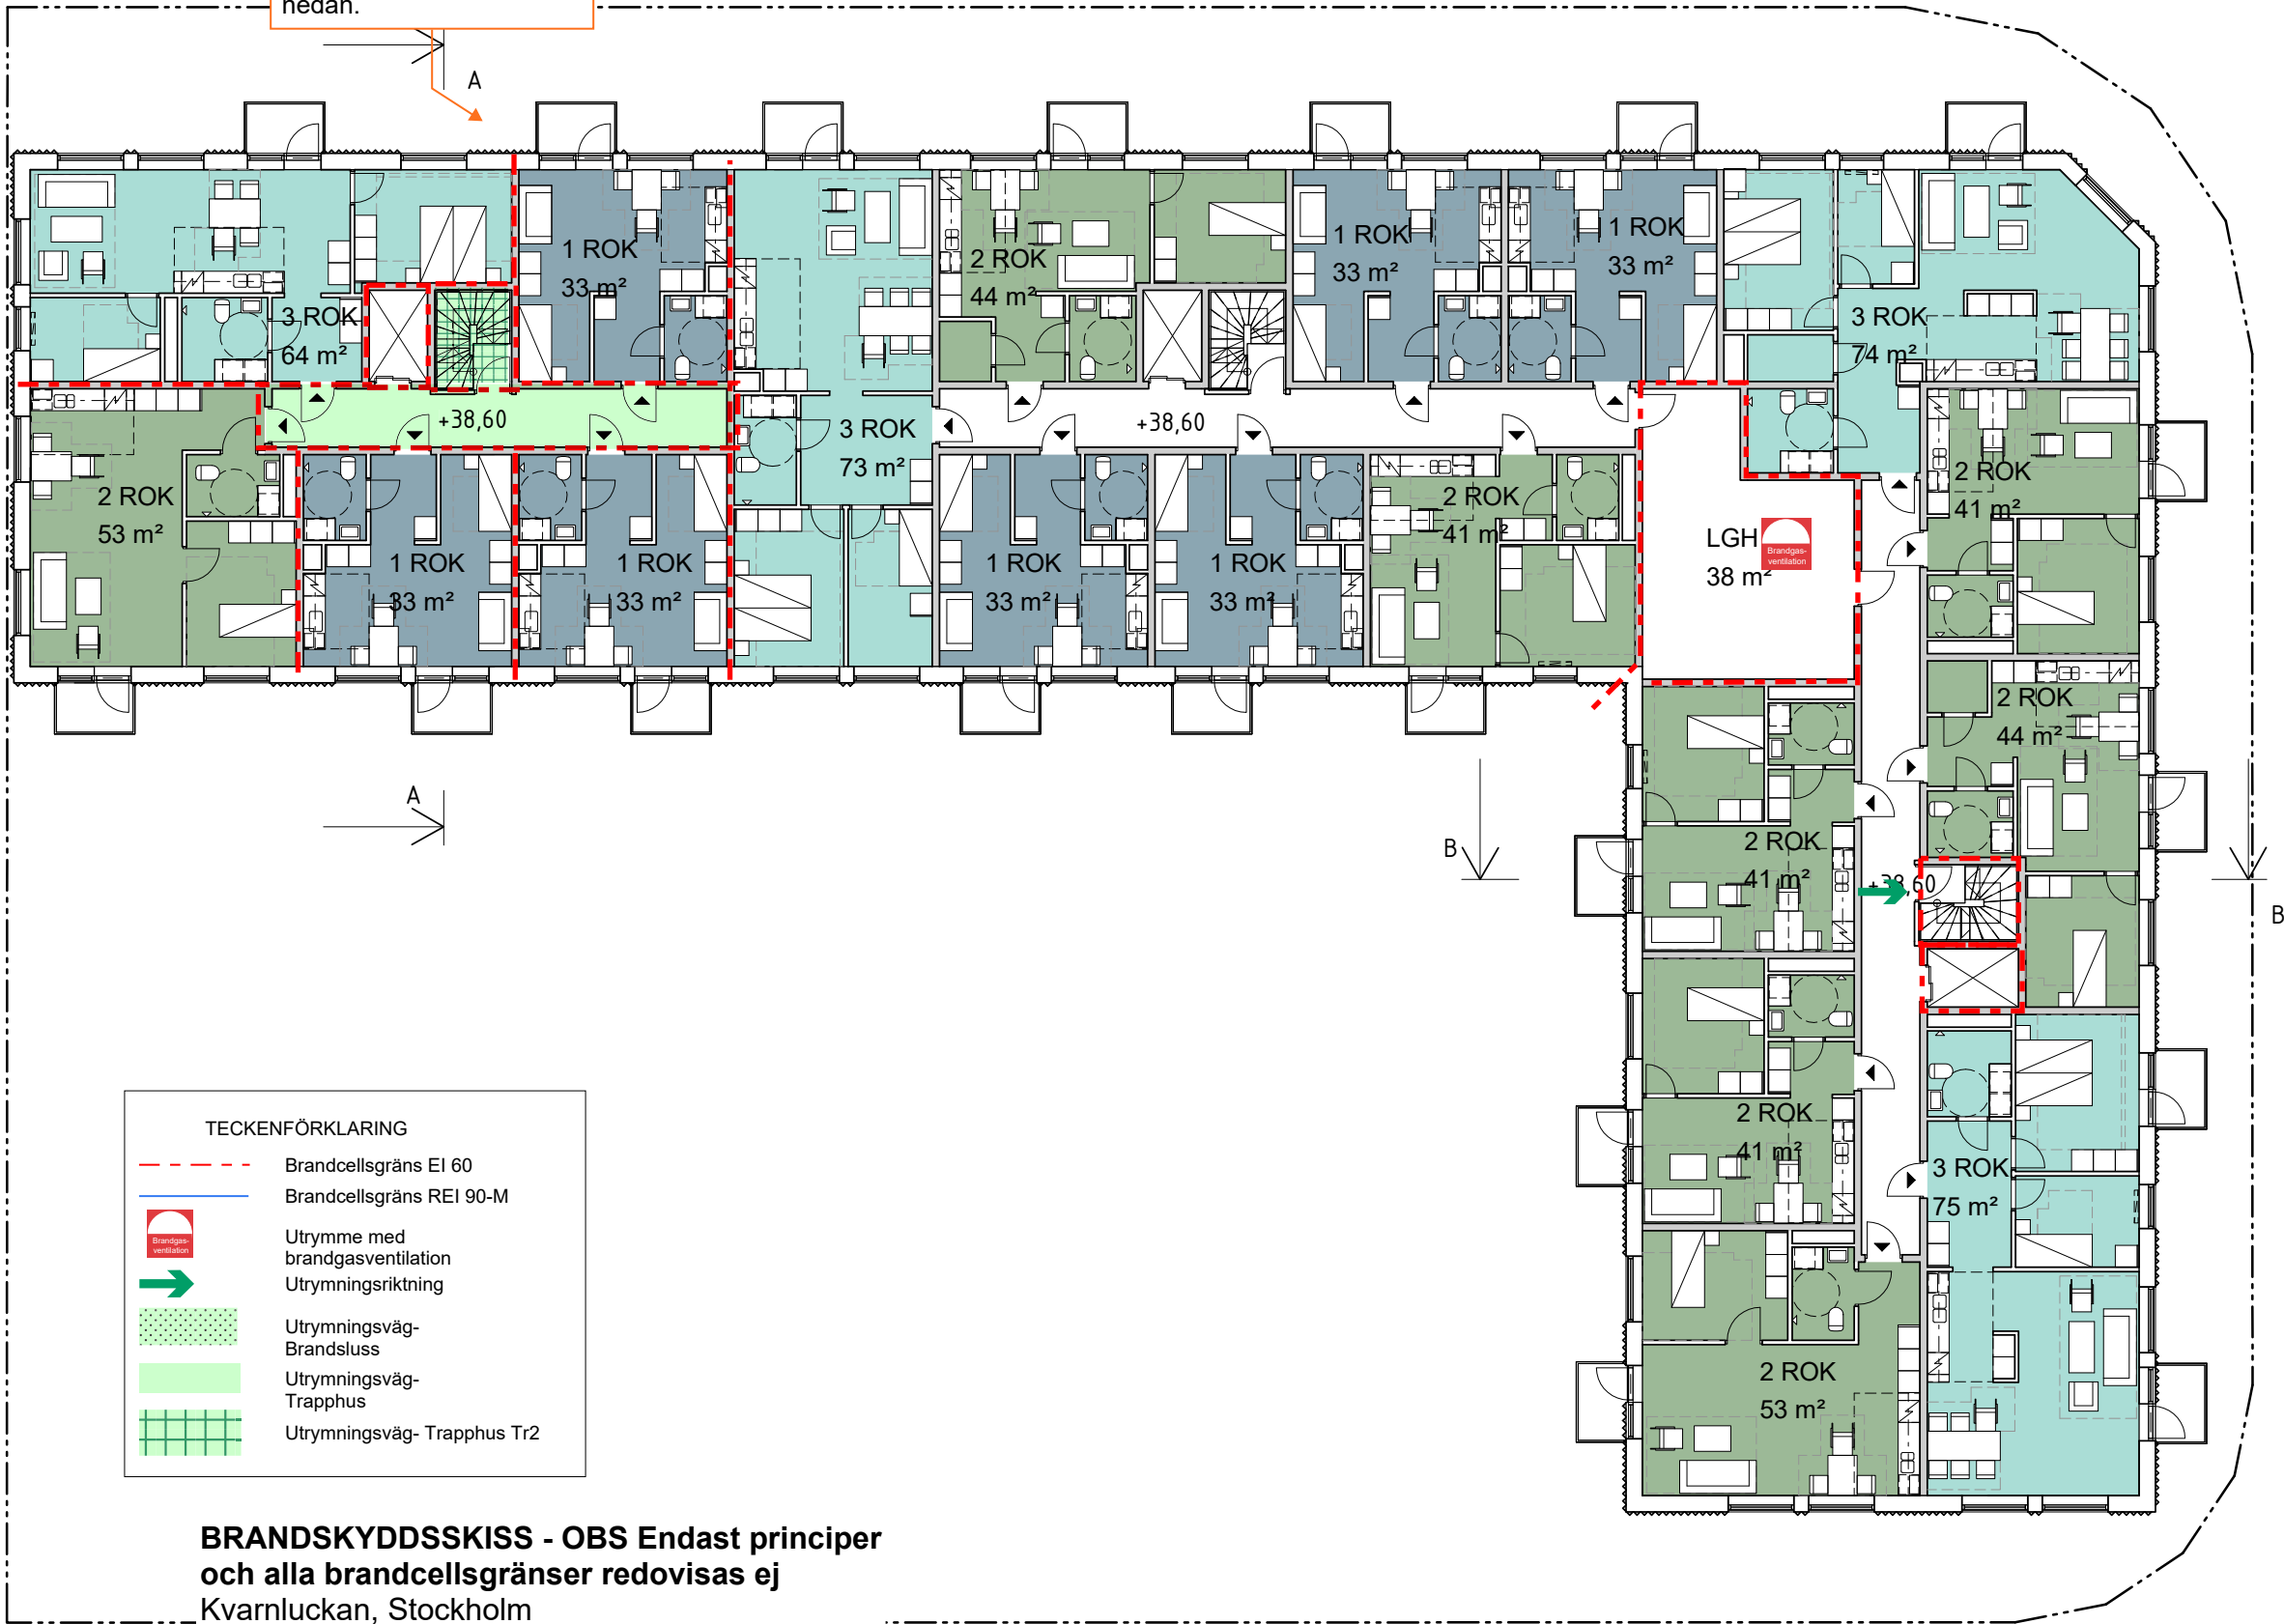 nedan.
A
1 ROK
33 m²
2 ROK
44 m²
1 ROK
33 m²
1 ROK
33 m²
3 ROK
64 m²
3 ROK
74 m²
+38,60
3 ROK
73 m²
+38,60
2 ROK
53 m²
1 ROK
33 m²
1 ROK
33 m²
1 ROK
33 m²
1 ROK
33 m²
2 ROK
41 m²
LGH
38 m²
Brandgas-
ventilation
2 ROK
41 m²
2 ROK
44 m²
A
B
2 ROK
41 m²
+38,60
B
2 ROK
41 m²
3 ROK
75 m²
2 ROK
53 m²
TECKENFÖRKLARING
Brandcellsgräns EI 60
Brandcellsgräns REI 90-M
Brandgas-
ventilation
Utrymme med
brandgasventilation
Utrymningsriktning
Utrymningsväg-
Brandsluss
Utrymningsväg-
Trapphus
Utrymningsväg- Trapphus Tr2
BRANDSKYDDSSKISS - OBS Endast principer
och alla brandcellsgränser redovisas ej
Kvarnluckan, Stockholm